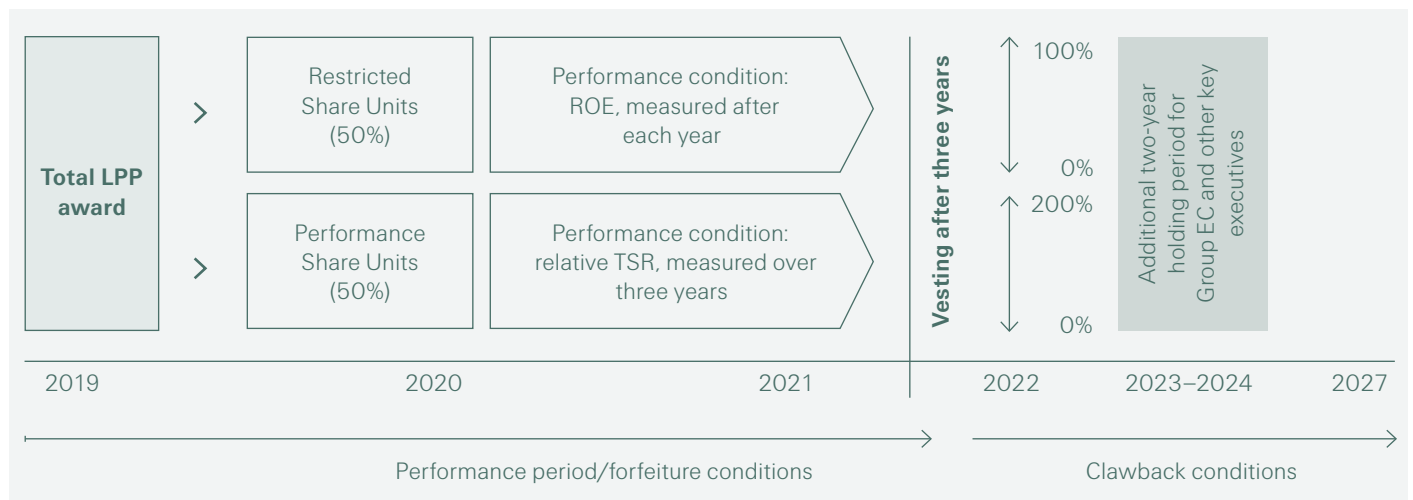 Total LPP
award
Restricted
Share Units
(50%)
Performance condition:
ROE, measured after
each year
Performance
Share Units
(50%)
Performance condition:
relative TSR, measured over
three years
Vesting after three years
100%
0%
200%
0%
Additional two-year
holding period for
Group EC and other key
executives
2019
2020
2021
2022
2023–2024
2027
Performance period/forfeiture conditions
Clawback conditions